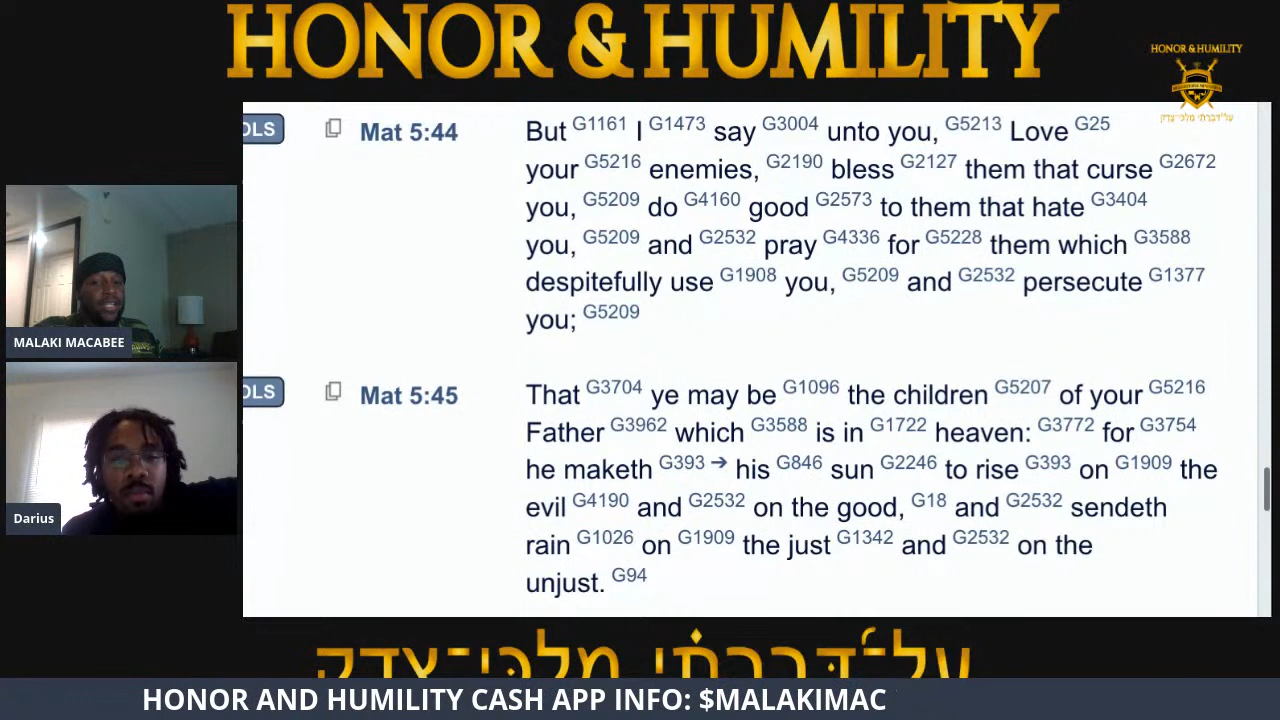 HONOR & HUMILITY
HONOR & HUMILITY
עַל־דִּבְרָתִי מַלְכִּי־צֶדֶק
OLS
Mat 5:44
But G1161 I G1473 say G3004 unto you, G5213 Love G25
your G5216 enemies, G2190 bless G2127 them that curse G2672
you, G5209 do G4160 good G2573 to them that hate G3404
you, G5209 and G2532 pray G4336 for G5228 them which G3588
despitefully use G1908 you, G5209 and G2532 persecute G1377
you; G5209
MALAKI MACABEE
OLS
Mat 5:45
That G3704 ye may be G1096 the children G5207 of your G5216
Father G3962 which G3588 is in G1722 heaven: G3772 for G3754
he maketh G393 → his G846 sun G2246 to rise G393 on G1909 the
evil G4190 and G2532 on the good, G18 and G2532 sendeth
rain G1026 on G1909 the just G1342 and G2532 on the
unjust. G94
Darius
עַל־דִּבְרָתִי מַלְכִּי־צֶדֶק
HONOR AND HUMILITY CASH APP INFO: $MALAKIMAC